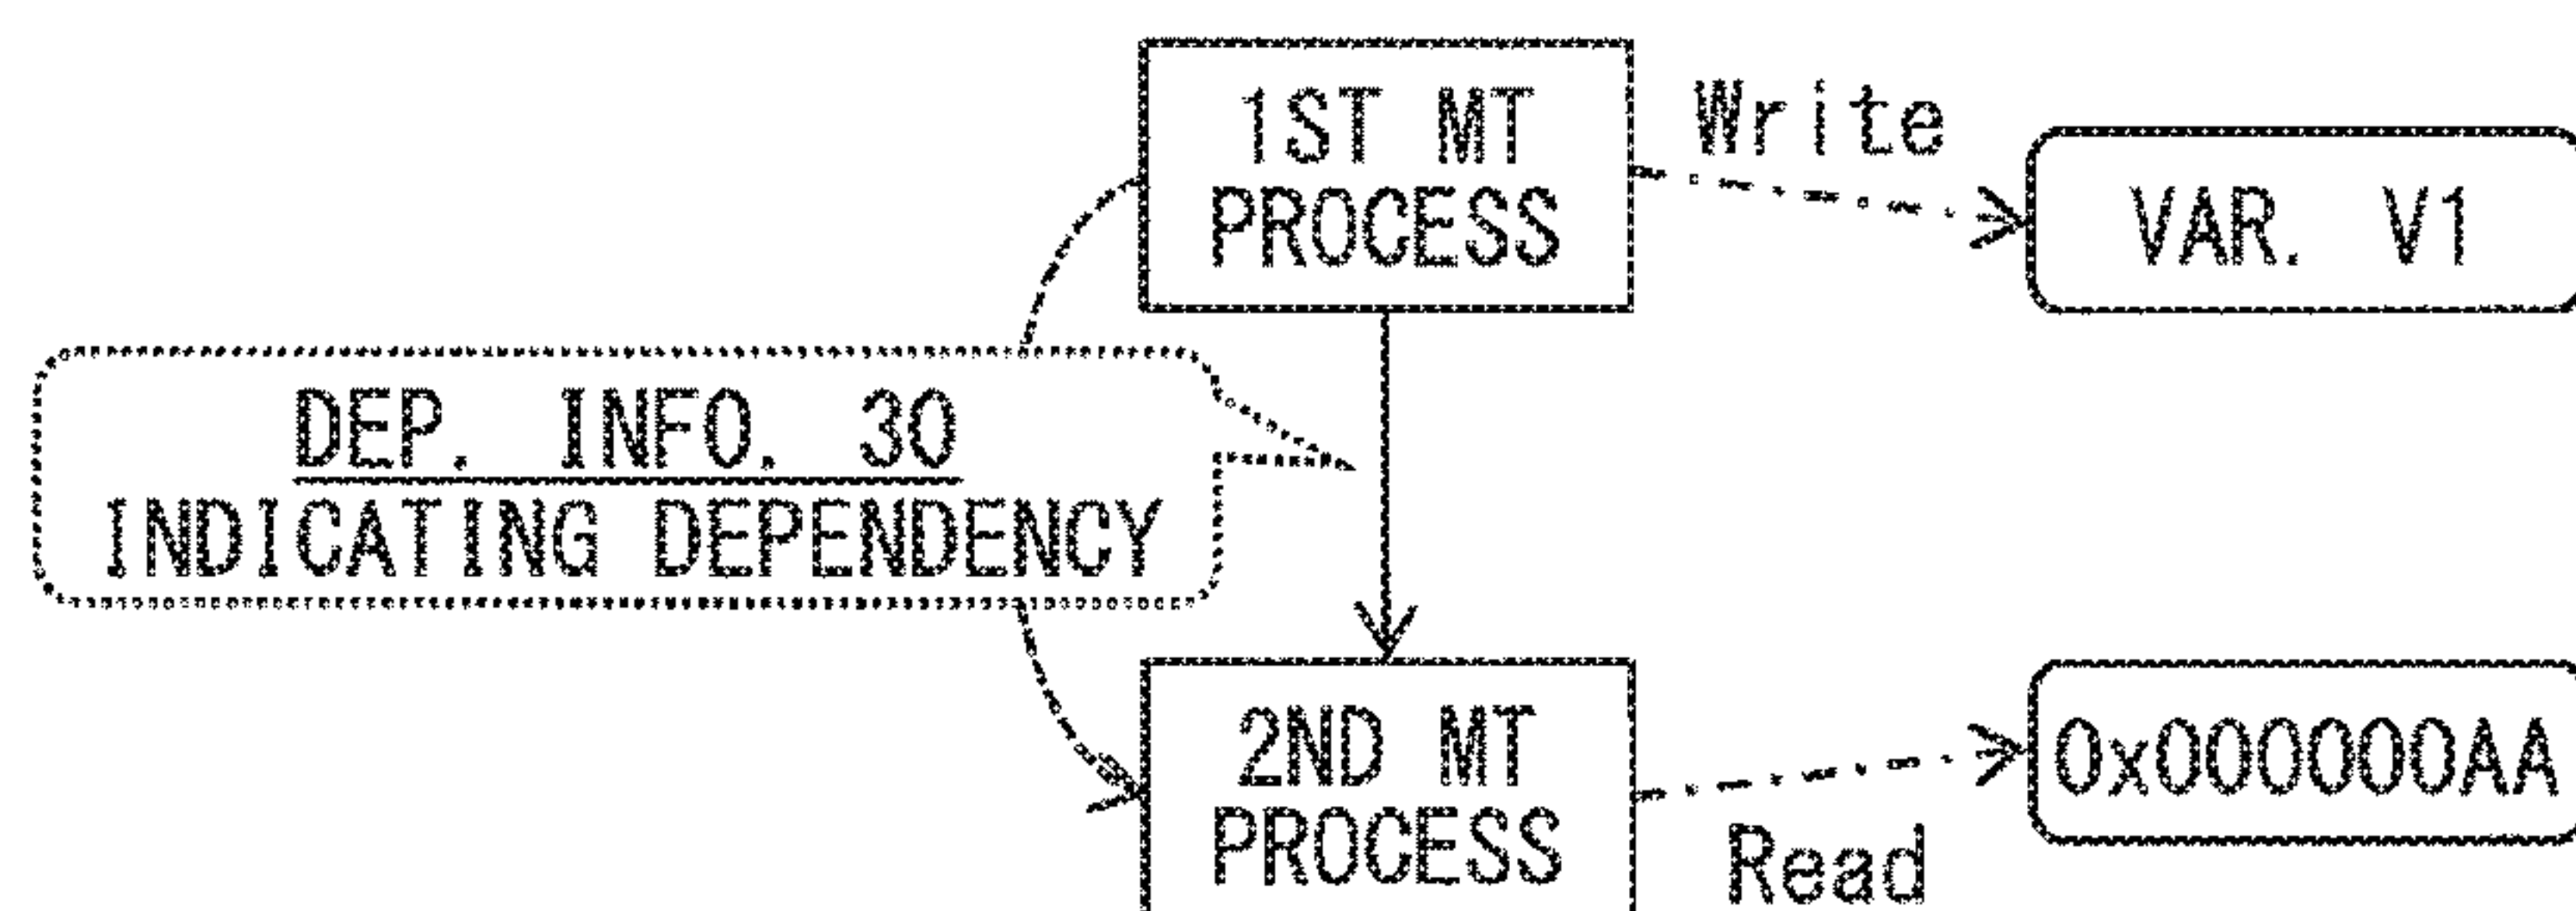 1ST MT
PROCESS
Write
VAR. V1
DEP. INFO. 30
INDICATING DEPENDENCY
2ND MT
PROCESS
Read
0x000000AA